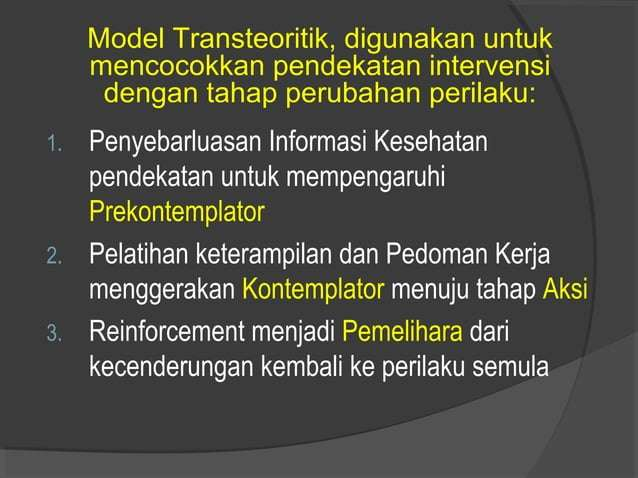 Model Transteoritik, digunakan untuk
mencocokkan pendekatan intervensi
dengan tahap perubahan perilaku:
1. Penyebarluasan Informasi Kesehatan
pendekatan untuk mempengaruhi
Prekontemplator
2. Pelatihan keterampilan dan Pedoman Kerja
menggerakan Kontemplator menuju tahap Aksi
3. Reinforcement menjadi Pemelihara dari
kecenderungan kembali ke perilaku semula